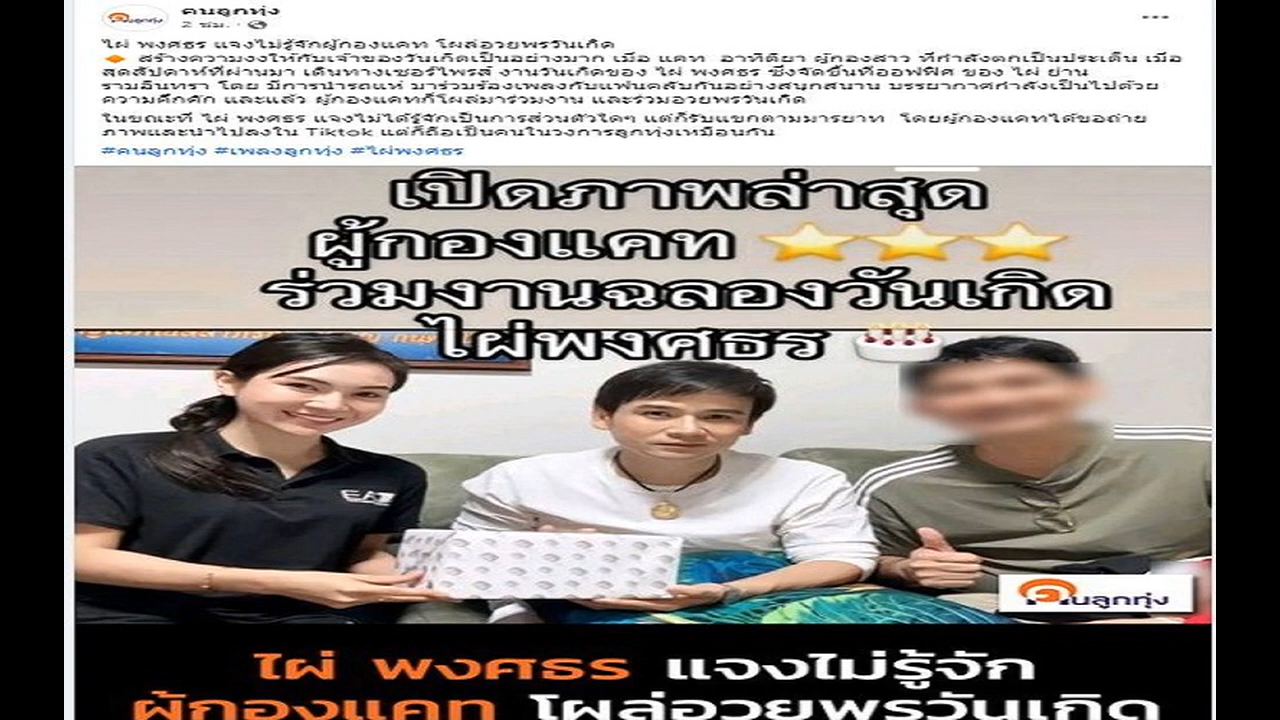 คนลูกทุ่ง
คนลูกทุ่ง
2 ชม.
ไผ่ พงศธร แจงไม่รู้จักผู้กองแคท โผล่อวยพรวันเกิด
🔸 สร้างความงงให้กับเจ้าของวันเกิดเป็นอย่างมาก เมื่อ แคท อาทิติยา ผู้กองสาว ที่กำลังตกเป็นประเด็น เมื่อ
สุดสัปดาห์ที่ผ่านมา เดินทางเซอร์ไพรส์ งานวันเกิดของ ไผ่ พงศธร ซึ่งจัดขึ้นที่ออฟฟิศ ของ ไผ่ ย่าน
รามอินทรา โดย มีการนำรถแห่ มาร่วมร้องเพลงกับแฟนคลับกันอย่างสนุกสนาน บรรยากาศกำลังเป็นไปด้วย
ความคึกคัก และแล้ว ผู้กองแคทก็โผล่มาร่วมงาน และร่วมอวยพรวันเกิด
ในขณะที่ ไผ่ พงศธร แจงไม่ได้รู้จักเป็นการส่วนตัวใดๆ แต่ก็รับแขกตามมารยาท โดยผู้กองแคทได้ขอถ่าย
ภาพและนำไปลงใน Tiktok แต่ก็ถือเป็นคนในวงการลูกทุ่งเหมือนกัน
#คนลูกทุ่ง #เพลงลูกทุ่ง #ไผ่พงศธร
เปิดภาพล่าสุด
ผู้กองแคท ⭐⭐⭐
ร่วมงานฉลองวันเกิด
ไผ่พงศธร 🎂
EA7
คนลูกทุ่ง
ไผ่ พงศธร แจงไม่รู้จัก
ผู้กองแคท โผล่อวยพรวันเกิด